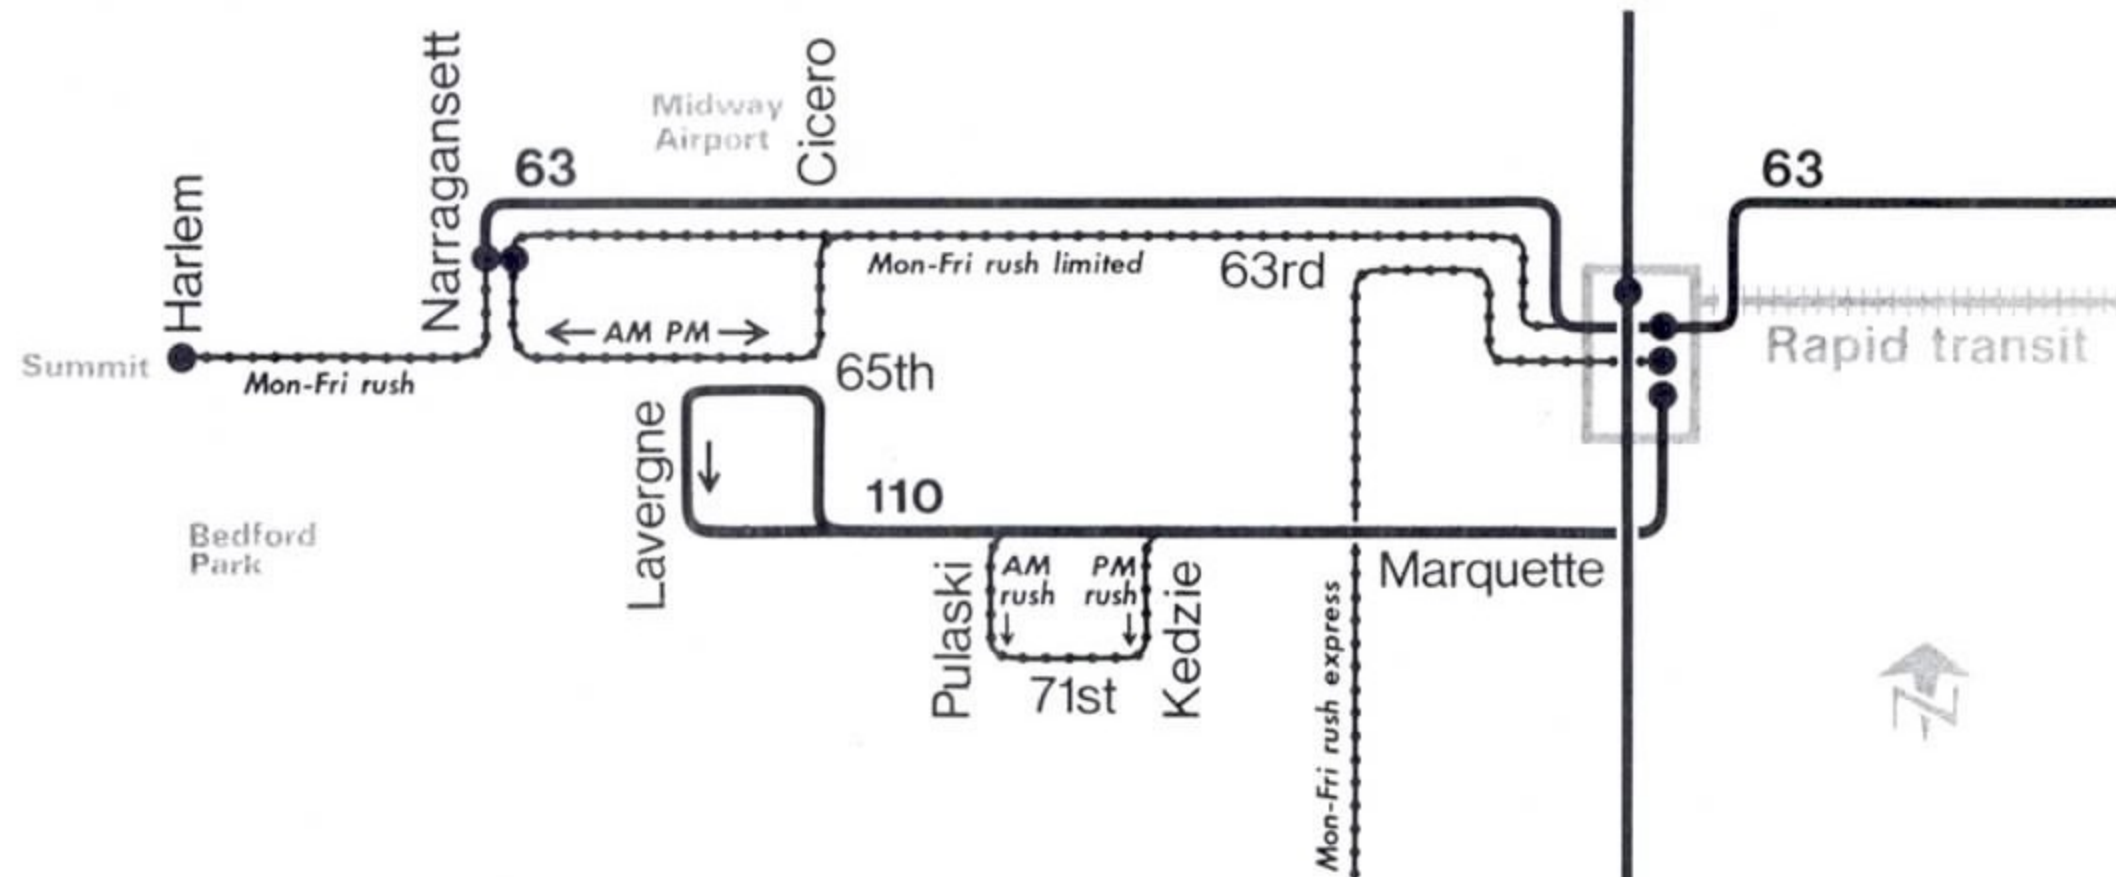 Narragansett
Cicero
Midway
Airport
63
63
Harlem
Mon-Fri rush limited
63rd
← AM PM →
Rapid transit
Summit
Mon-Fri rush
65th
Lavergne
110
Bedford
Park
Pulaski
AM
rush
PM
rush
Kedzie
Marquette
71st
Mon-Fri rush express
N